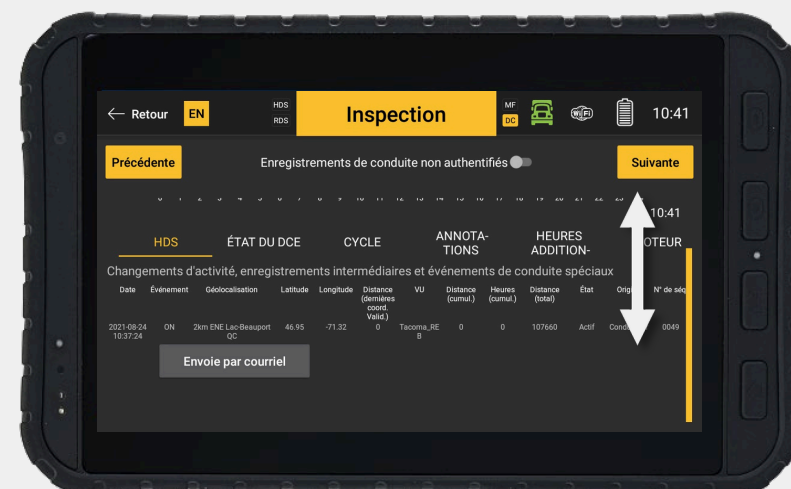 ← Retour EN HDS RDS Inspection MF DC WiFi 10:41
Précédente Enregistrements de conduite non authentifiés Suivante
10:41
HDS ÉTAT DU DCE CYCLE ANNOTA-TIONS HEURES ADDITION- OTEUR
Changements d'activité, enregistrements intermédiaires et événements de conduite spéciaux
Date Événement Géolocalisation Latitude Longitude Distance (dernières coord. Valid.) VU Distance (cumul.) Heures (cumul.) Distance (total) État Origi N° de séq
2021-08-24 10:37:24 ON 2km ENE Lac-Beauport QC 46.95 -71.32 0 Tacoma_REB 0 0 107660 Actif Condu 0049
Envoie par courriel